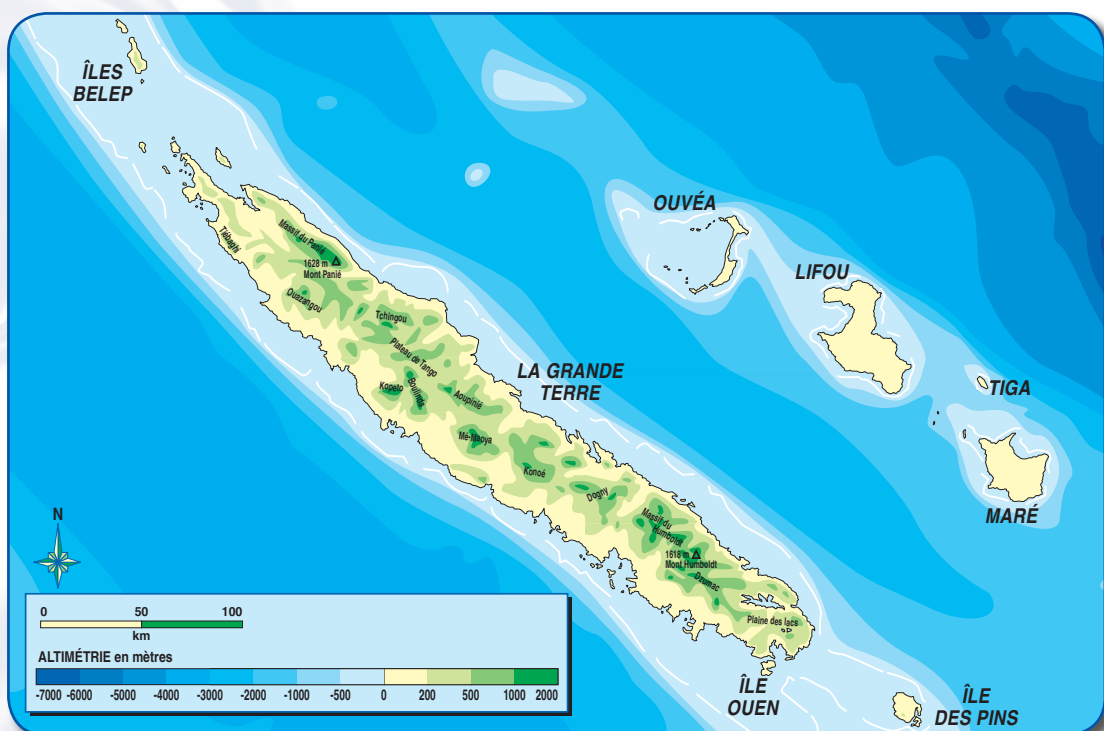 ÎLES
BELEP
OUVÉA
LIFOU
Tiébaghi
Massif du Panié
1628 m
Mont Panié
Ouazangou
Tchingou
Plateau de Tango
LA GRANDE
TERRE
TIGA
Kopéto
Boulinda
Aoupinié
Mé-Maoya
Konoé
Dogny
MARÉ
Massif du
Humboldt
1618 m
Mont Humboldt
Dzumac
Plaine des lacs
N
0 50 100
km
ALTIMÉTRIE en mètres
-7000 -6000 -5000 -4000 -3000 -2000 -1000 -500 0 200 500 1000 2000
ÎLE
OUEN
ÎLE
DES PINS